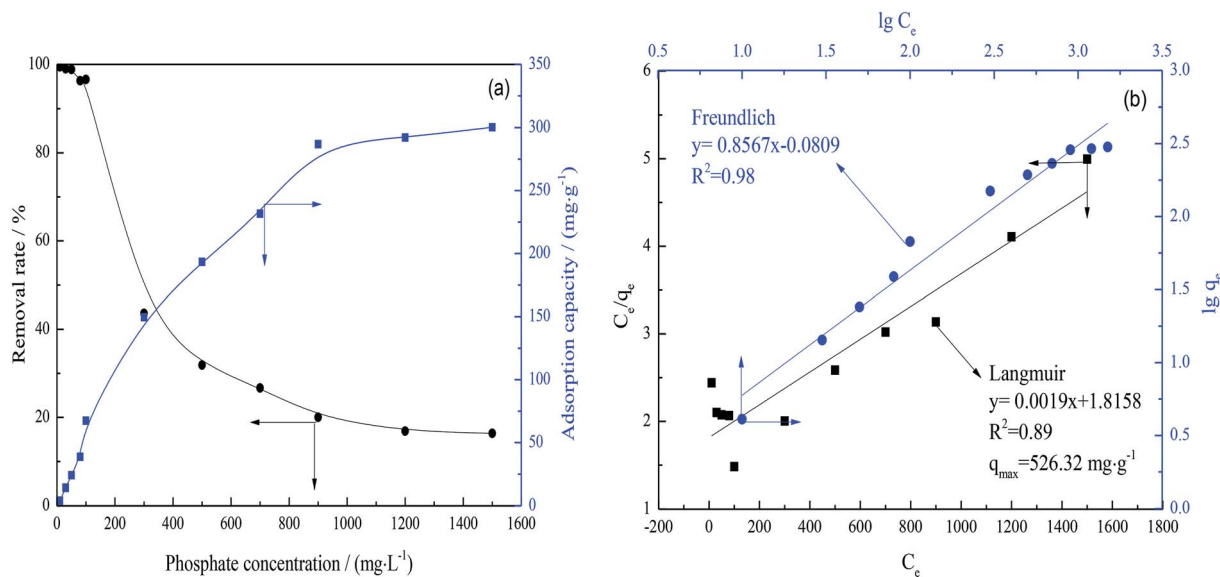 (a)
100
80
60
40
20
0
Removal rate / %
350
300
250
200
150
100
50
0
Adsorption capacity / (mg·g⁻¹)
0 200 400 600 800 1000 1200 1400 1600
Phosphate concentration / (mg·L⁻¹)
lg Cₑ
0.5 1.0 1.5 2.0 2.5 3.0 3.5
(b)
6
5
4
3
2
1
Cₑ/qₑ
Freundlich
y= 0.8567x-0.0809
R²=0.98
Langmuir
y= 0.0019x+1.8158
R²=0.89
qₘₐₓ=526.32 mg·g⁻¹
3.0
2.5
2.0
1.5
1.0
0.5
0.0
lg qₑ
-200 0 200 400 600 800 1000 1200 1400 1600 1800
Cₑ